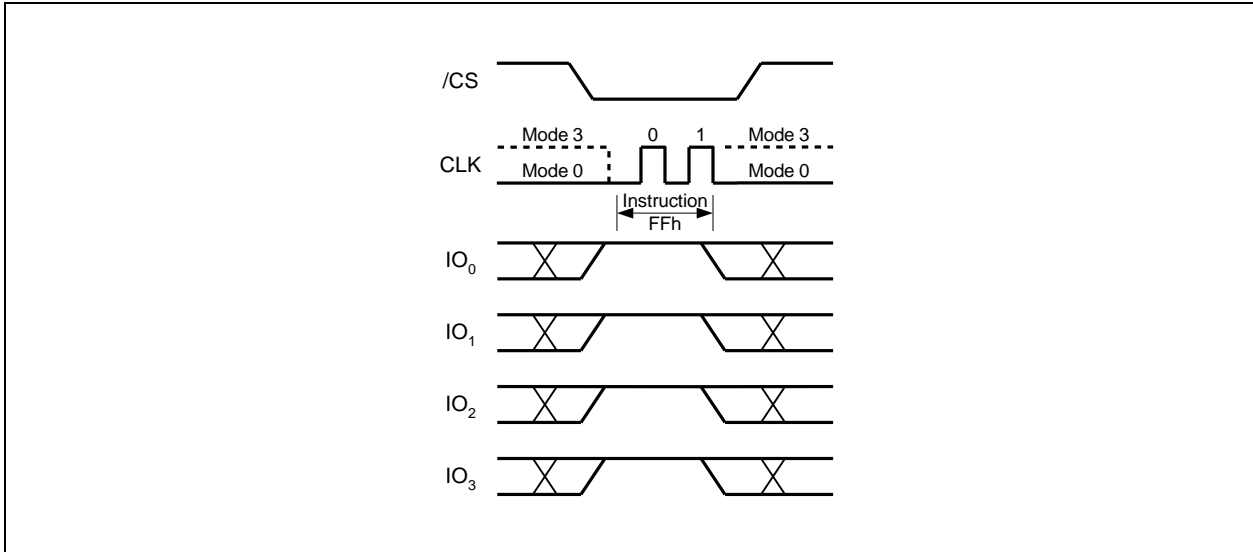 /CS
Mode 3 0 1 Mode 3
CLK
Mode 0 Mode 0
Instruction
FFh
IO0
IO1
IO2
IO3